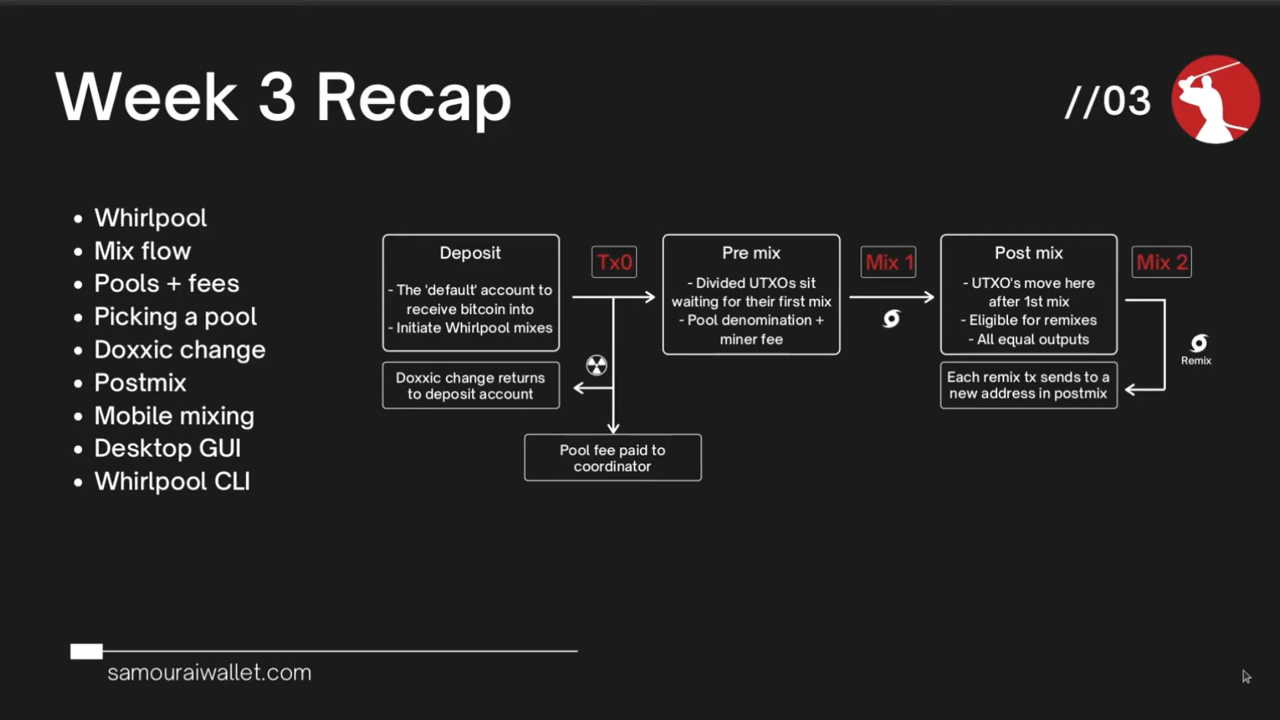 Week 3 Recap
//03
• Whirlpool
• Mix flow
• Pools + fees
• Picking a pool
• Doxxic change
• Postmix
• Mobile mixing
• Desktop GUI
• Whirlpool CLI
Deposit
- The 'default' account to
receive bitcoin into
- Initiate Whirlpool mixes
Doxxic change returns
to deposit account
Tx0
Pool fee paid to
coordinator
Pre mix
- Divided UTXOs sit
waiting for their first mix
- Pool denomination +
miner fee
Mix 1
Post mix
- UTXO's move here
after 1st mix
- Eligible for remixes
- All equal outputs
Each remix tx sends to a
new address in postmix
Mix 2
Remix
samouraiwallet.com